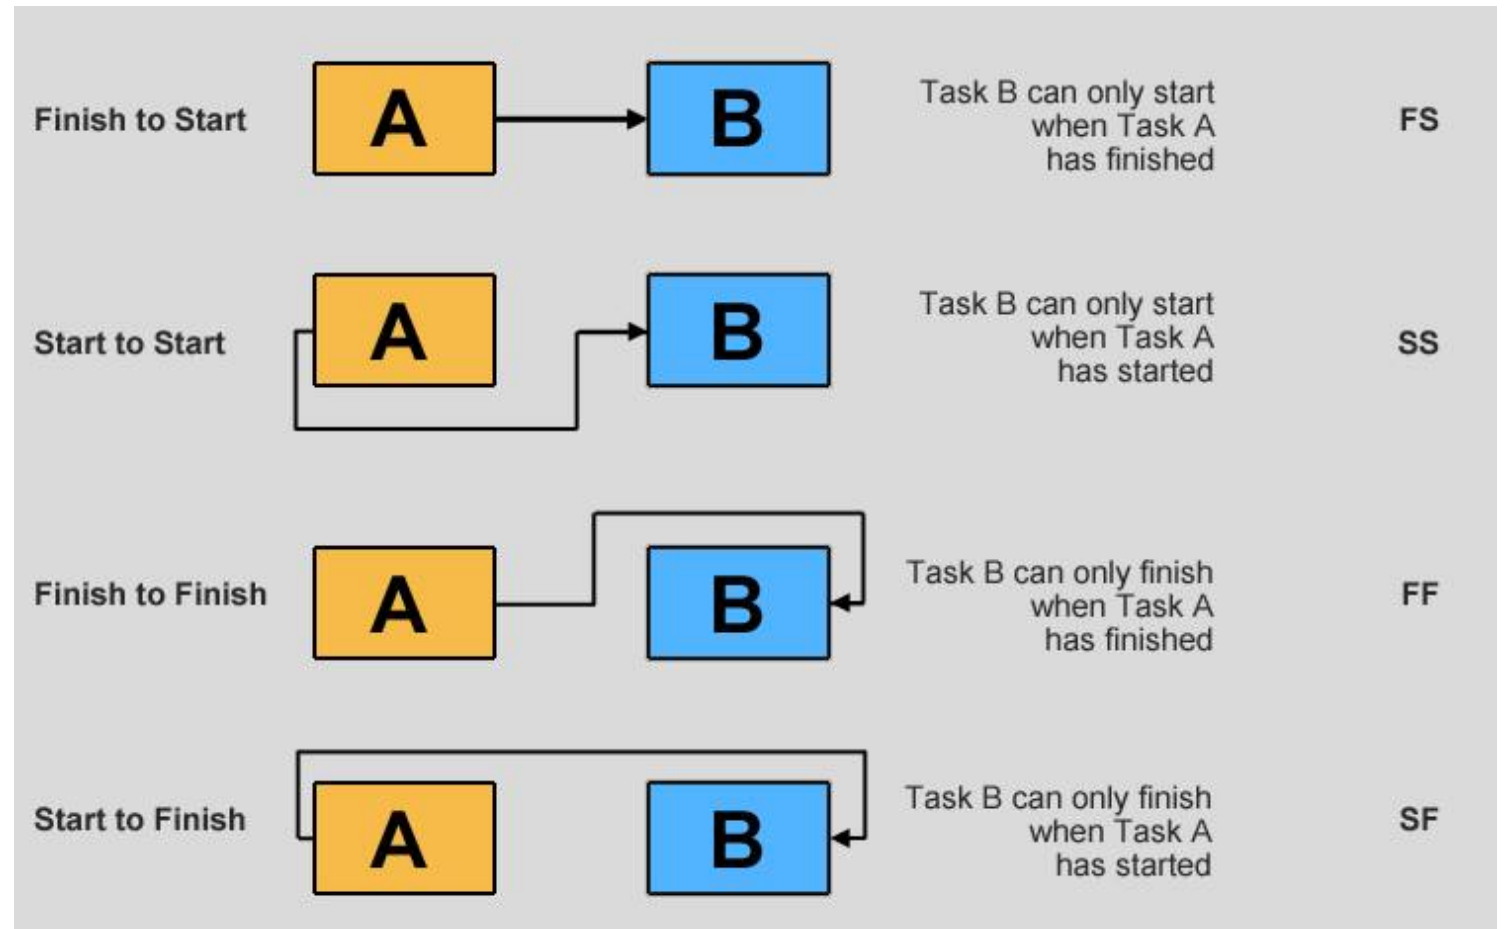 Finish to Start
A
B
Task B can only start
when Task A
has finished
FS
Start to Start
A
B
Task B can only start
when Task A
has started
SS
Finish to Finish
A
B
Task B can only finish
when Task A
has finished
FF
Start to Finish
A
B
Task B can only finish
when Task A
has started
SF